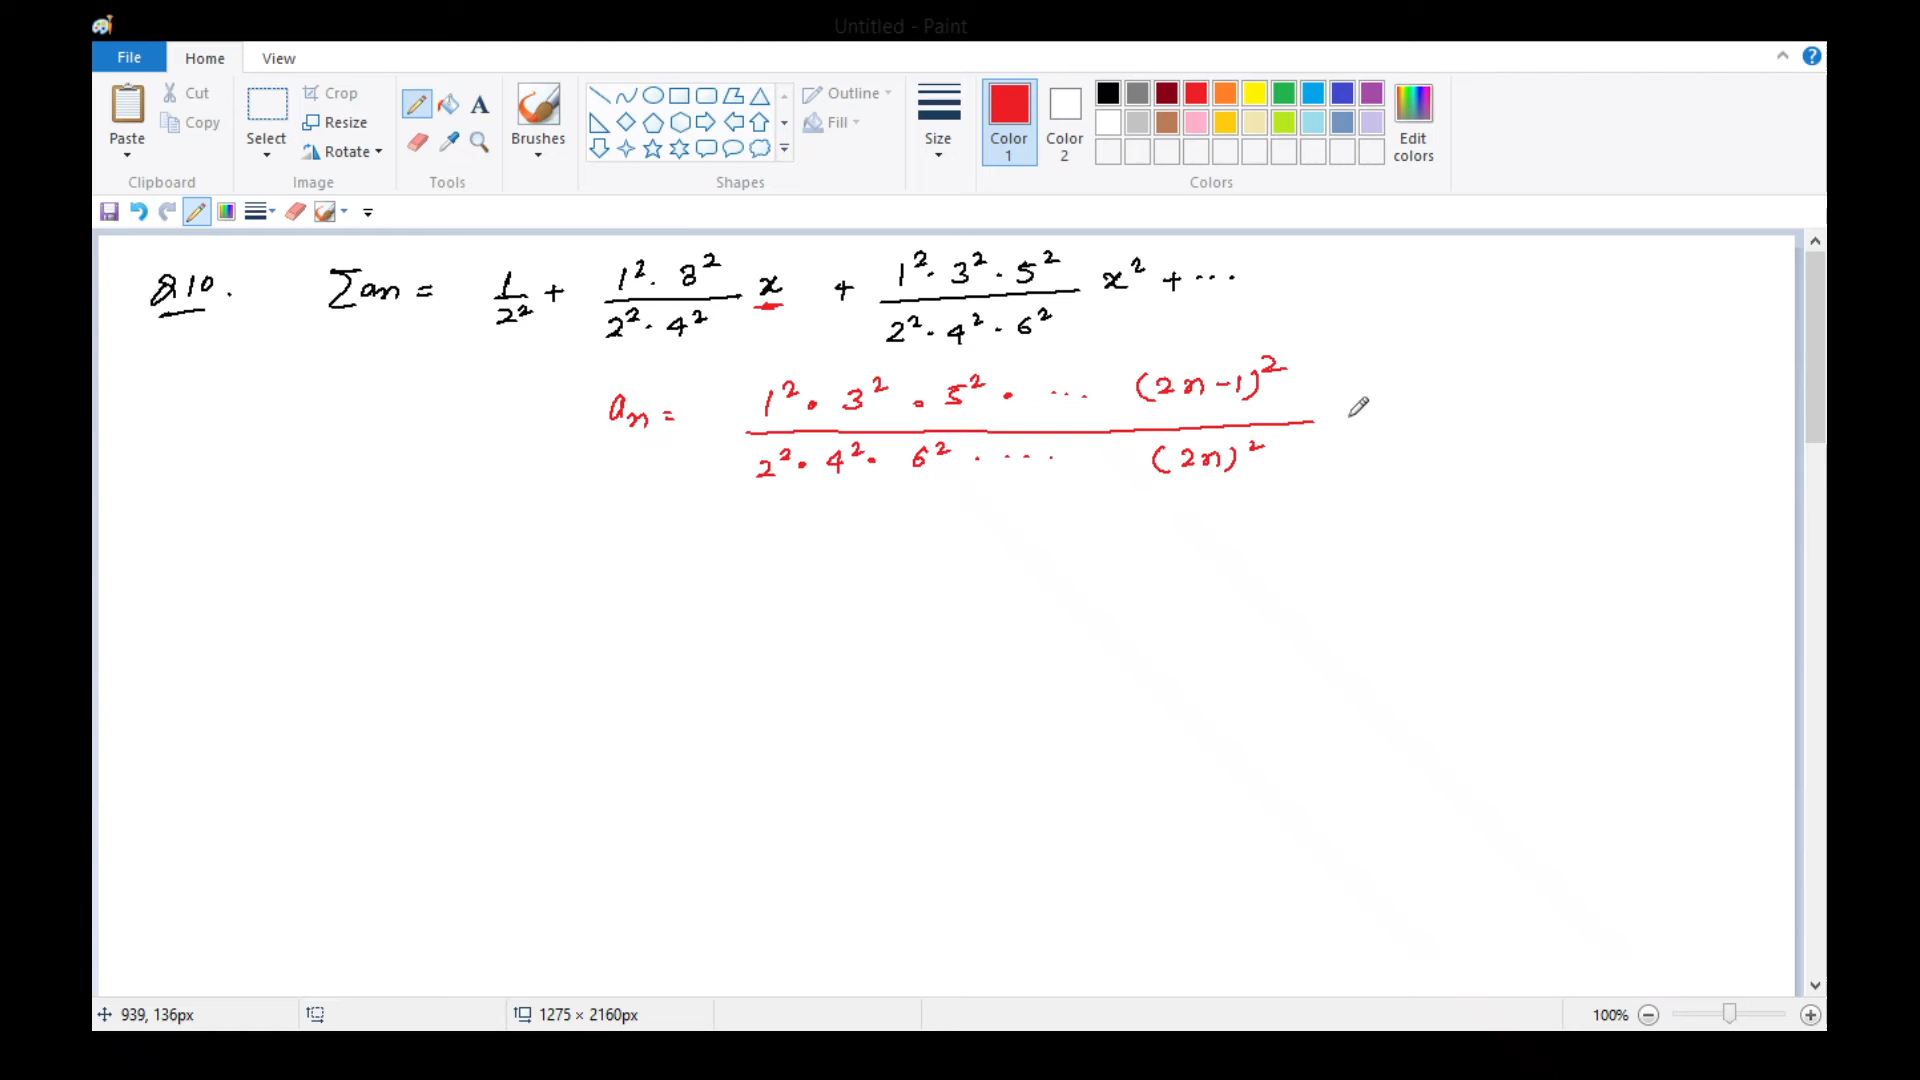 Untitled - Paint
File Home View
Paste Cut Copy Select Crop Resize Rotate Brushes Outline Fill Size Color 1 Color 2 Edit colors
Clipboard Image Tools Shapes Colors
Q10. ∑an = 1/2² + (1²·3²)/(2²·4²) x + (1²·3²·5²)/(2²·4²·6²) x² + ...
an = (1²·3²·5²· ... (2n-1)²)/(2²·4²·6²· .... (2n)²)
939, 136px 1275 × 2160px 100%